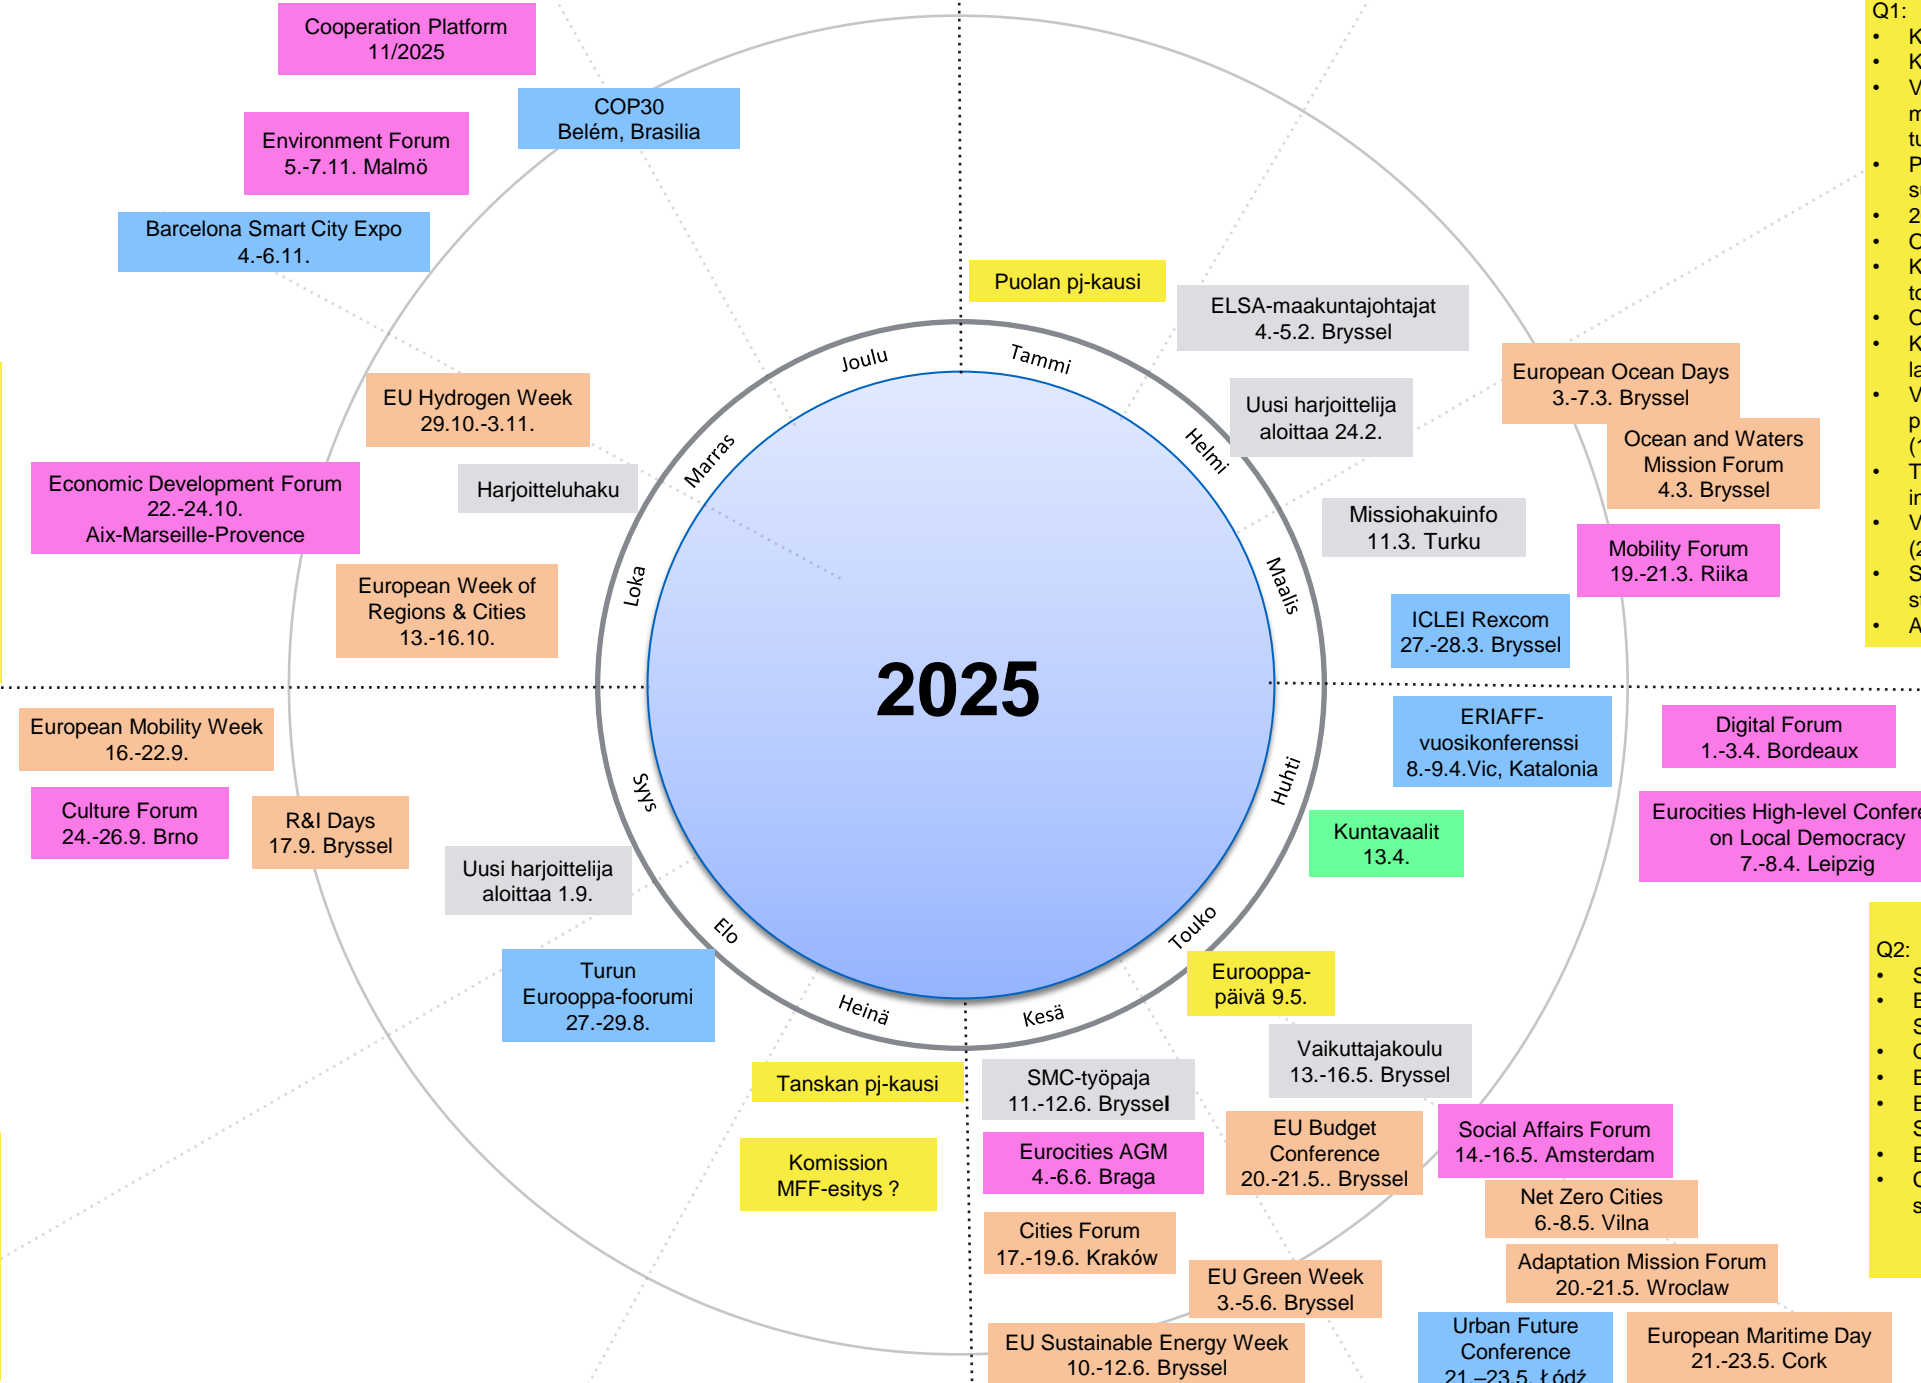 Cooperation Platform
11/2025
COP30
Belém, Brasilia
Environment Forum
5.-7.11. Malmö
Barcelona Smart City Expo
4.-6.11.
EU Hydrogen Week
29.10.-3.11.
Harjoitteluhaku
Economic Development Forum
22.-24.10.
Aix-Marseille-Provence
European Week of
Regions & Cities
13.-16.10.
Puolan pj-kausi
ELSA-maakuntajohtajat
4.-5.2. Bryssel
Uusi harjoittelija
aloittaa 24.2.
European Ocean Days
3.-7.3. Bryssel
Ocean and Waters
Mission Forum
4.3. Bryssel
Missiohakuinfo
11.3. Turku
Mobility Forum
19.-21.3. Riika
ICLEI Rexcom
27.-28.3. Bryssel
Q1:
Joulu
Tammi
Marras
Helmi
Loka
Maalis
2025
Syys
Huhti
Elo
Touko
Heinä
Kesä
European Mobility Week
16.-22.9.
Culture Forum
24.-26.9. Brno
R&I Days
17.9. Bryssel
Uusi harjoittelija
aloittaa 1.9.
Turun
Eurooppa-foorumi
27.-29.8.
Tanskan pj-kausi
Komission
MFF-esitys ?
ERIAFF-
vuosikonferenssi
8.-9.4.Vic, Katalonia
Digital Forum
1.-3.4. Bordeaux
Kuntavaalit
13.4.
Eurocities High-level
on Local Democracy
7.-8.4. Leipzig
Q2:
Eurooppa-
päivä 9.5.
Vaikuttajakoulu
13.-16.5. Bryssel
SMC-työpaja
11.-12.6. Bryssel
Eurocities AGM
4.-6.6. Braga
EU Budget
Conference
20.-21.5.. Bryssel
Social Affairs Forum
14.-16.5. Amsterdam
Net Zero Cities
6.-8.5. Vilna
Cities Forum
17.-19.6. Kraków
Adaptation Mission Forum
20.-21.5. Wroclaw
EU Green Week
3.-5.6. Bryssel
EU Sustainable Energy Week
10.-12.6. Bryssel
Urban Future
Conference
21.–23.5. Łódź
European Maritime Day
21.-23.5. Cork